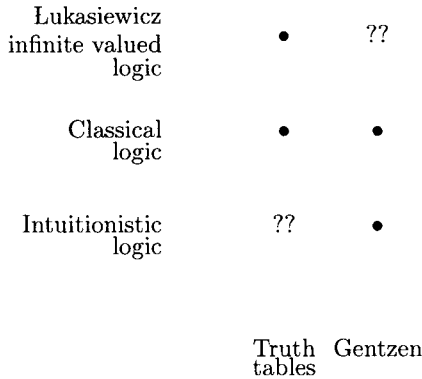 Łukasiewicz
infinite valued
logic
• ??
Classical
logic
• •
Intuitionistic
logic
?? •
Truth Gentzen
tables